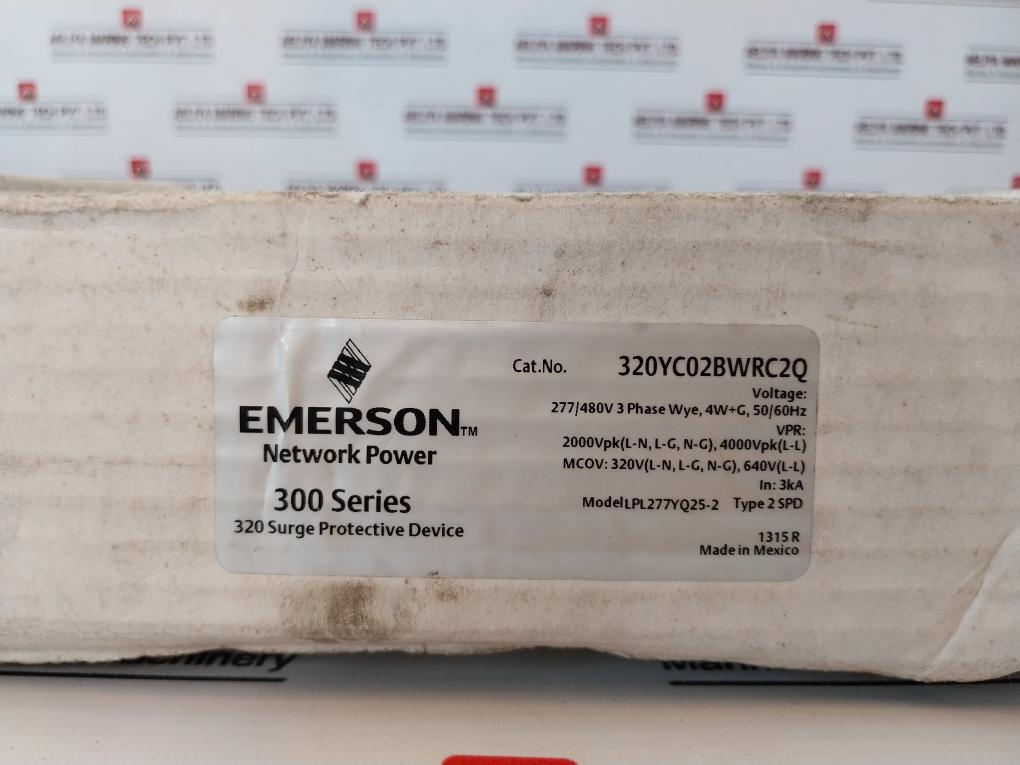 EMERSON™
Network Power
300 Series
320 Surge Protective Device
Cat.No. 320YC02BWRC2Q
Voltage:
277/480V 3 Phase Wye, 4W+G, 50/60Hz
VPR:
2000Vpk(L-N, L-G, N-G), 4000Vpk(L-L)
MCOV: 320V(L-N, L-G, N-G), 640V(L-L)
In: 3kA
Model LPL277YQ25-2 Type 2 SPD
1315 R
Made in Mexico